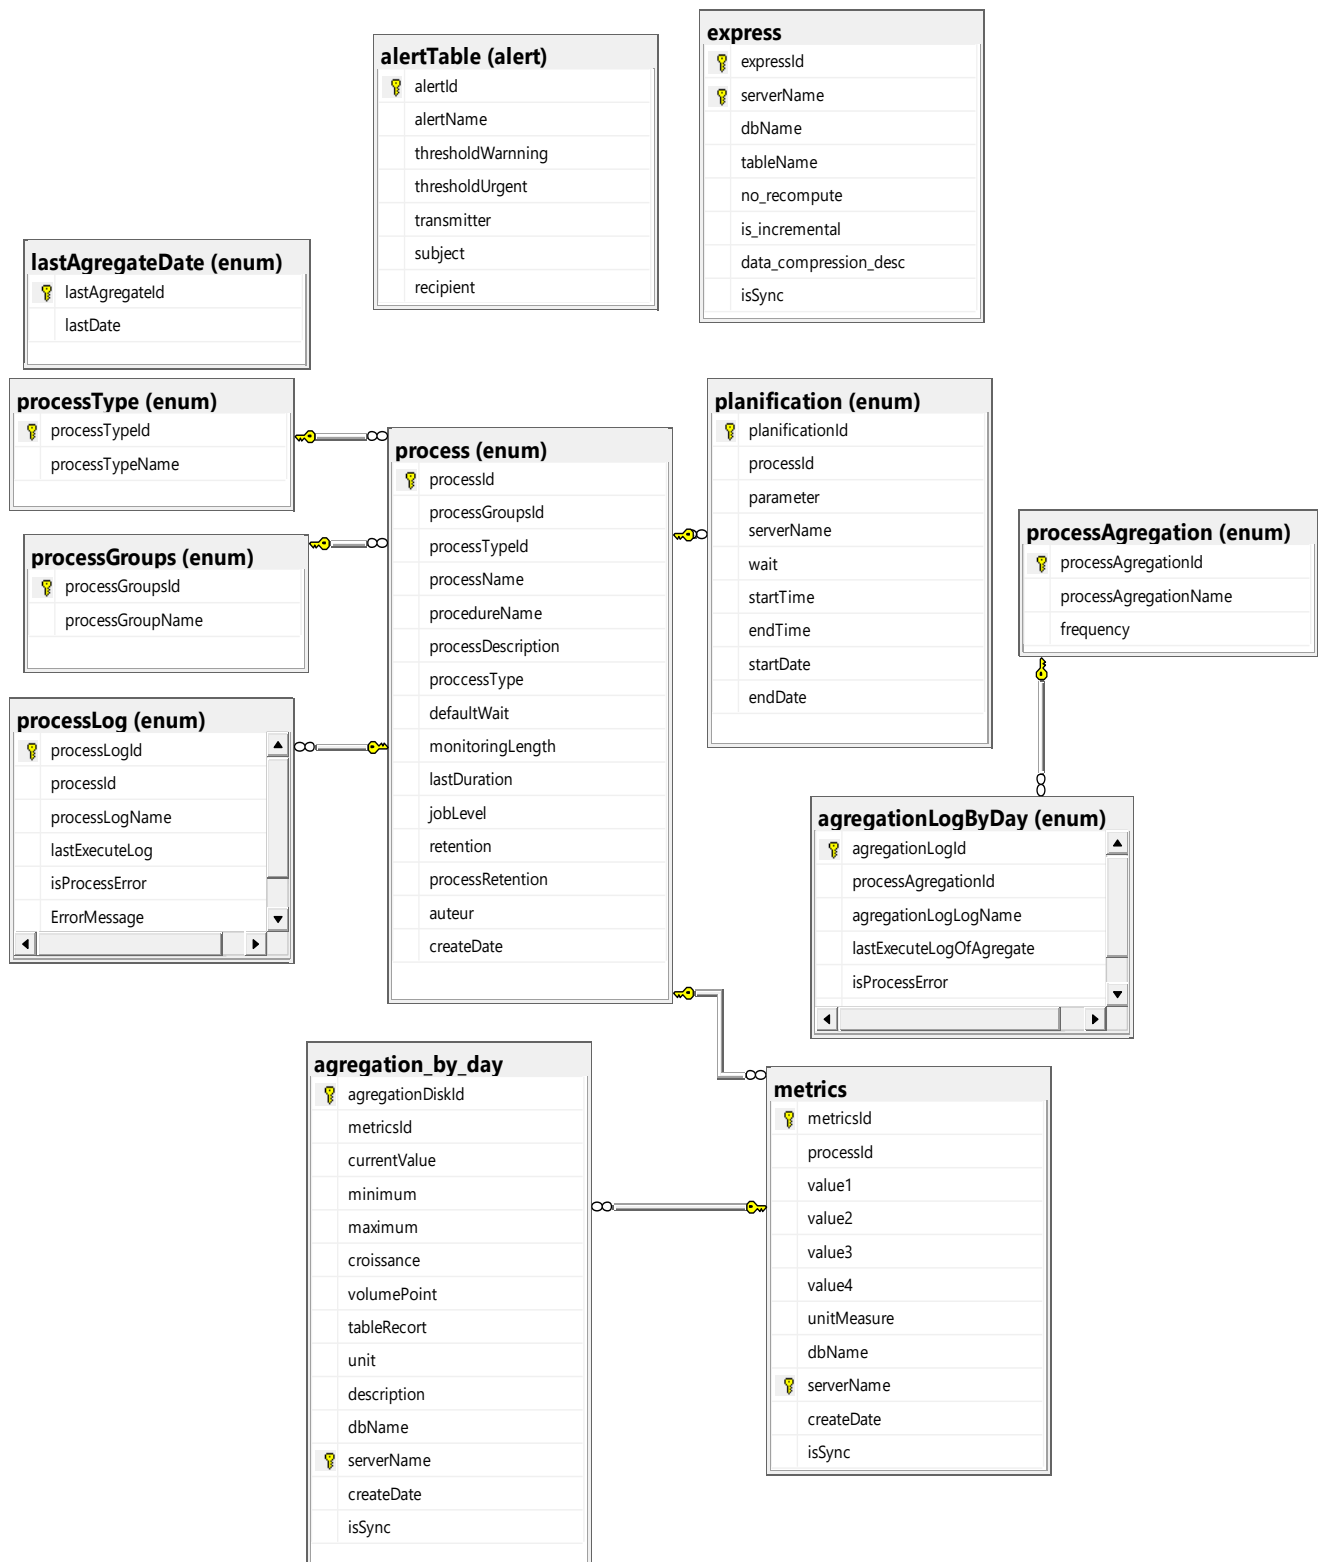 express
expressId
serverName
dbName
tableName
no_recompute
is_incremental
data_compression_desc
isSync
alertTable (alert)
alertId
alertName
thresholdWarnning
thresholdUrgent
transmitter
subject
recipient
lastAgregateDate (enum)
lastAgregateId
lastDate
processType (enum)
processTypeId
processTypeName
processGroups (enum)
processGroupsId
processGroupName
processLog (enum)
processLogId
processId
processLogName
lastExecuteLog
isProcessError
ErrorMessage
process (enum)
processId
processGroupsId
processTypeId
processName
procedureName
processDescription
proccessType
defaultWait
monitoringLength
lastDuration
jobLevel
retention
processRetention
auteur
createDate
planification (enum)
planificationId
processId
parameter
serverName
wait
startTime
endTime
startDate
endDate
processAgregation (enum)
processAgregationId
processAgregationName
frequency
agregationLogByDay (enum)
agregationLogId
processAgregationId
agregationLogLogName
lastExecuteLogOfAgregate
isProcessError
agregation_by_day
agregationDiskId
metricsId
currentValue
minimum
maximum
croissance
volumePoint
tableRecort
unit
description
dbName
serverName
createDate
isSync
metrics
metricsId
processId
value1
value2
value3
value4
unitMeasure
dbName
serverName
createDate
isSync